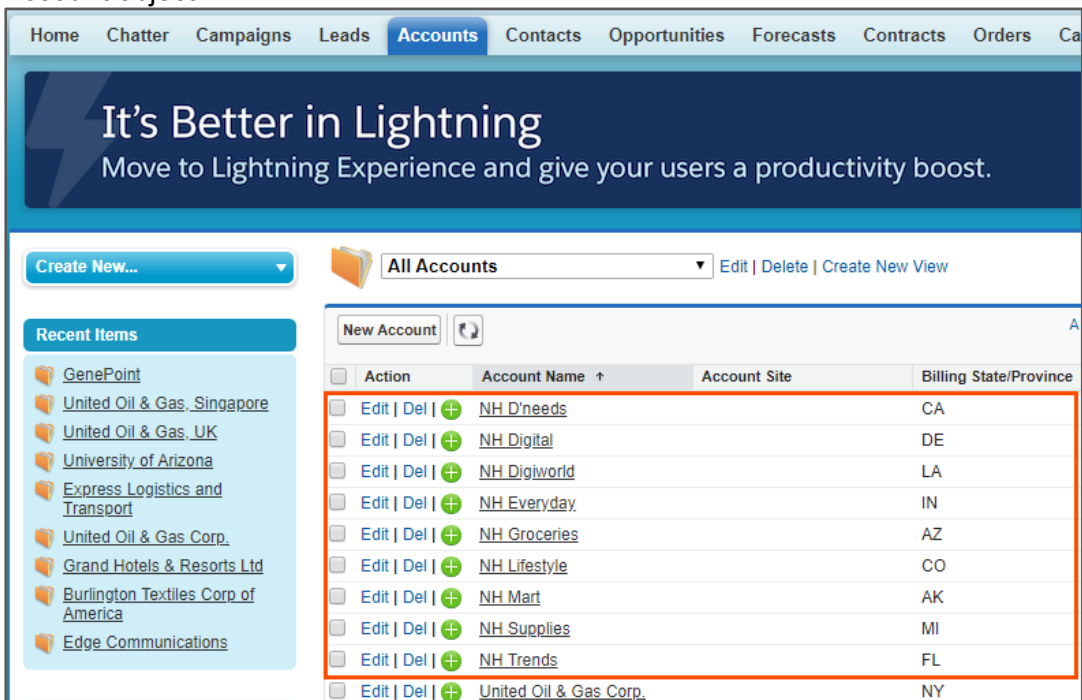 Home Chatter Campaigns Leads Accounts Contacts Opportunities Forecasts Contracts Orders Ca
It's Better in Lightning
Move to Lightning Experience and give your users a productivity boost.
Create New...
Recent Items
GenePoint
United Oil & Gas, Singapore
United Oil & Gas, UK
University of Arizona
Express Logistics and
Transport
United Oil & Gas Corp.
Grand Hotels & Resorts Ltd
Burlington Textiles Corp of
America
Edge Communications
All Accounts Edit | Delete | Create New View
New Account A
Action Account Name ↑ Account Site Billing State/Province
Edit | Del | NH D'needs CA
Edit | Del | NH Digital DE
Edit | Del | NH Digiworld LA
Edit | Del | NH Everyday IN
Edit | Del | NH Groceries AZ
Edit | Del | NH Lifestyle CO
Edit | Del | NH Mart AK
Edit | Del | NH Supplies MI
Edit | Del | NH Trends FL
Edit | Del | United Oil & Gas Corp. NY